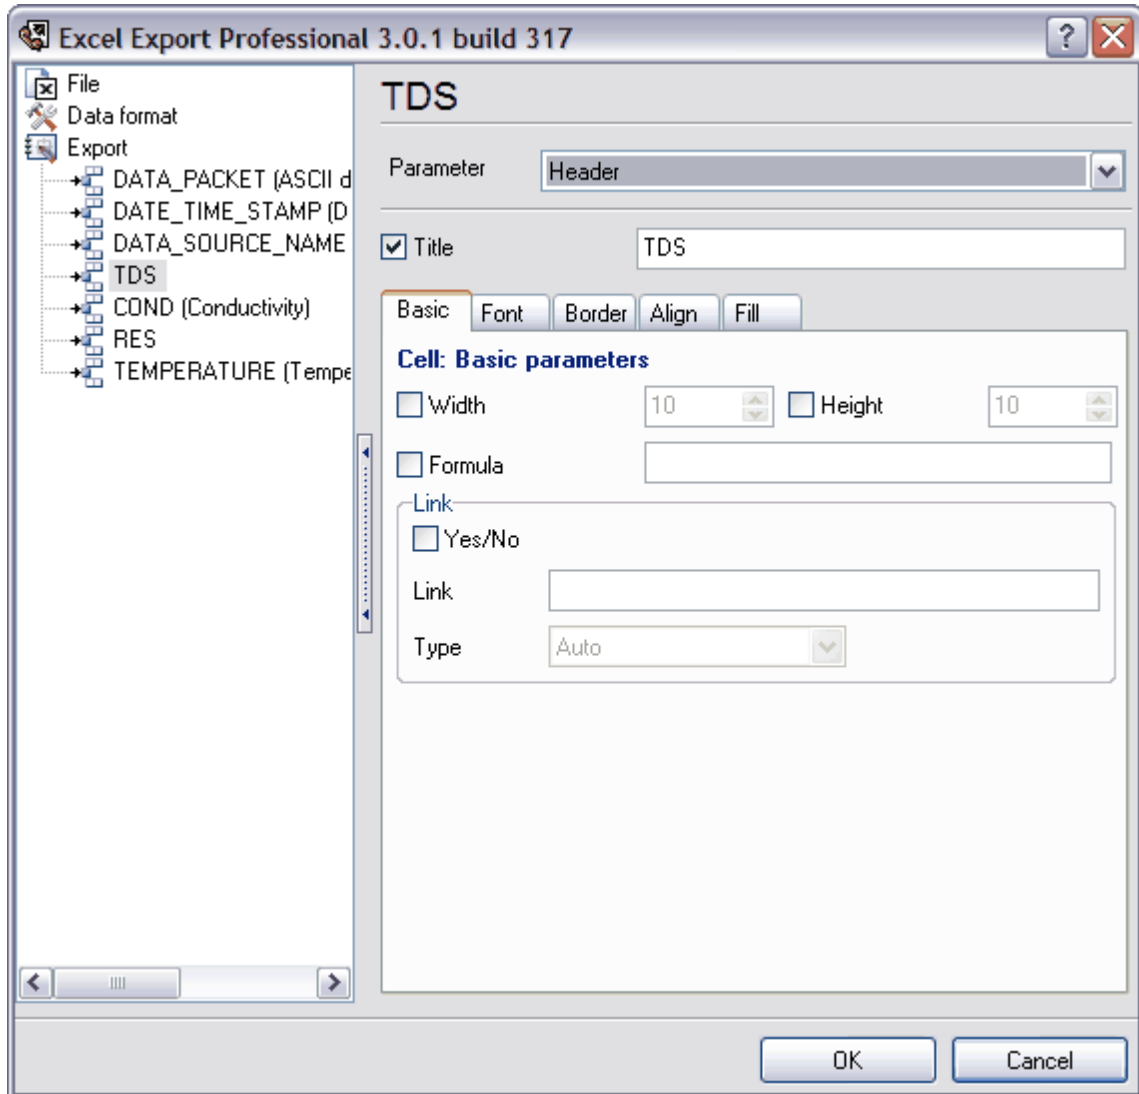 Excel Export Professional 3.0.1 build 317
File
Data format
Export
DATA_PACKET (ASCII d
DATE_TIME_STAMP (D
DATA_SOURCE_NAME
TDS
COND (Conductivity)
RES
TEMPERATURE (Tempe
TDS
Parameter Header
Title TDS
Basic Font Border Align Fill
Cell: Basic parameters
Width 10 Height 10
Formula
Link
Yes/No
Link
Type Auto
OK Cancel